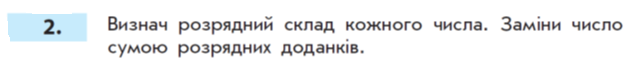 2. Визнач розрядний склад кожного числа. Заміни число
сумою розрядних доданків.